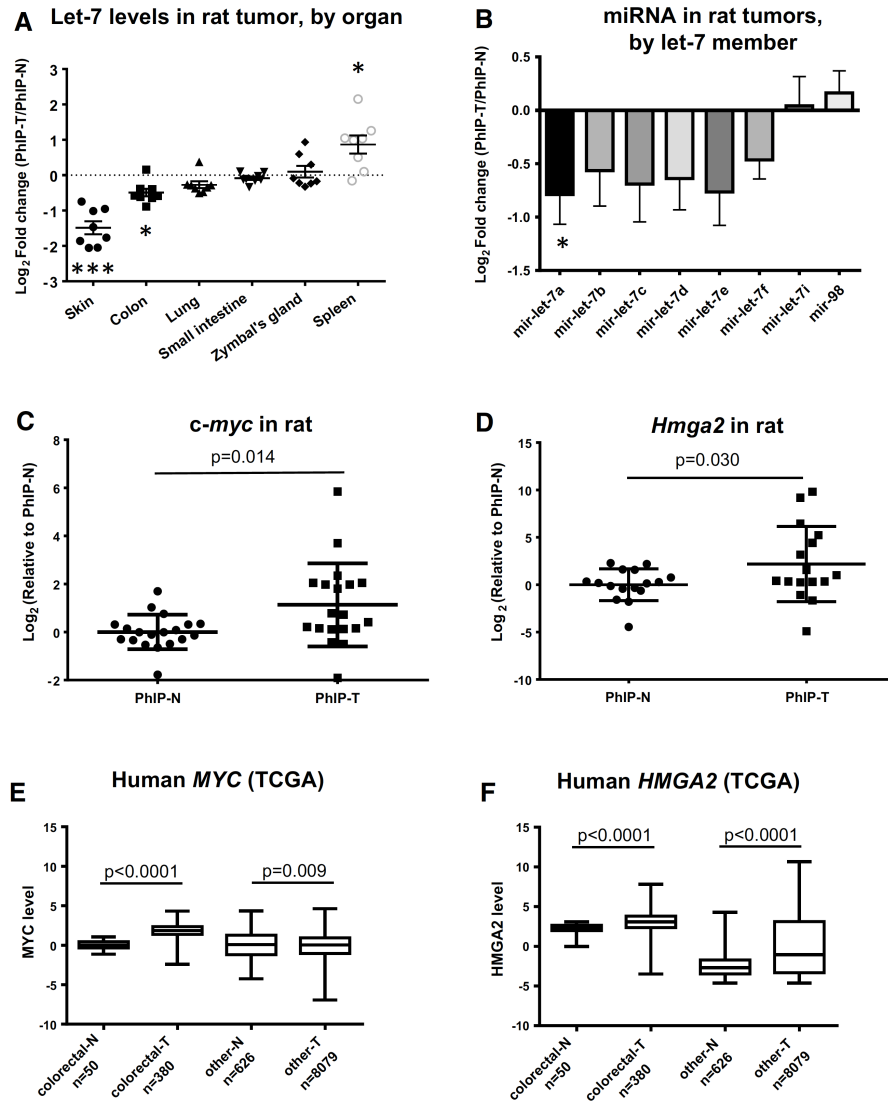 A
Let-7 levels in rat tumor, by organ
Log2 Fold change (PhIP-T/PhIP-N)
3
2
1
0
-1
-2
-3
*
*
***
Skin
Colon
Lung
Small intestine
Zymbal's gland
Spleen
B
miRNA in rat tumors,
by let-7 member
Log2 Fold change (PhIP-T/PhIP-N)
0.5
0.0
-0.5
-1.0
-1.5
*
mir-let-7a
mir-let-7b
mir-let-7c
mir-let-7d
mir-let-7e
mir-let-7f
mir-let-7i
mir-98
C
c-myc in rat
p=0.014
Log2 (Relative to PhIP-N)
8
6
4
2
0
-2
PhIP-N
PhIP-T
D
Hmga2 in rat
p=0.030
Log2 (Relative to PhIP-N)
15
10
5
0
-5
-10
PhIP-N
PhIP-T
E
Human MYC (TCGA)
p<0.0001
p=0.009
MYC level
15
10
5
0
-5
-10
colorectal-N
n=50
colorectal-T
n=380
other-N
n=626
other-T
n=8079
F
Human HMGA2 (TCGA)
p<0.0001
p<0.0001
HMGA2 level
15
10
5
0
-5
-10
colorectal-N
n=50
colorectal-T
n=380
other-N
n=626
other-T
n=8079